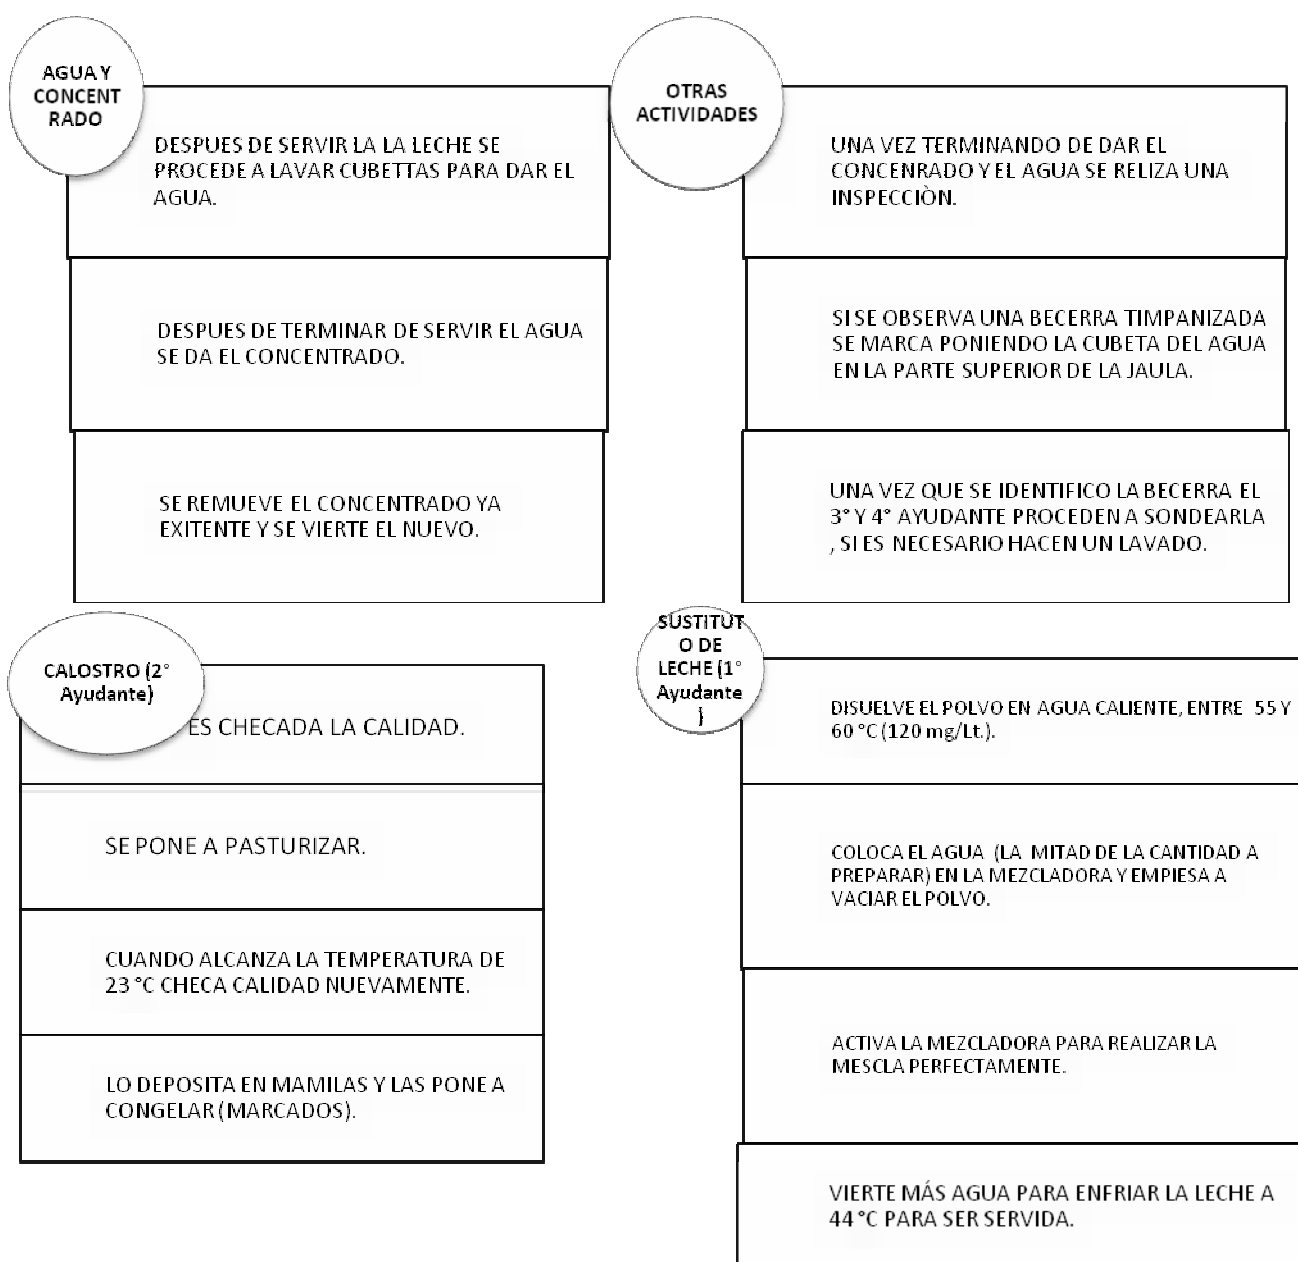 AGUA Y
CONCENT
RADO
DESPUES DE SERVIR LA LA LECHE SE
PROCEDE A LAVAR CUBETTAS PARA DAR EL
AGUA.
DESPUES DE TERMINAR DE SERVIR EL AGUA
SE DA EL CONCENTRADO.
SE REMUEVE EL CONCENTRADO YA
EXITENTE Y SE VIERTE EL NUEVO.
OTRAS
ACTIVIDADES
UNA VEZ TERMINANDO DE DAR EL
CONCENRADO Y EL AGUA SE RELIZA UNA
INSPECCIÒN.
SI SE OBSERVA UNA BECERRA TIMPANIZADA
SE MARCA PONIENDO LA CUBETA DEL AGUA
EN LA PARTE SUPERIOR DE LA JAULA.
UNA VEZ QUE SE IDENTIFICO LA BECERRA EL
3° Y 4° AYUDANTE PROCEDEN A SONDEARLA
, SI ES NECESARIO HACEN UN LAVADO.
CALOSTRO (2°
Ayudante)
ES CHECADA LA CALIDAD.
SE PONE A PASTURIZAR.
CUANDO ALCANZA LA TEMPERATURA DE
23 °C CHECA CALIDAD NUEVAMENTE.
LO DEPOSITA EN MAMILAS Y LAS PONE A
CONGELAR (MARCADOS).
SUSTITUT
O DE
LECHE (1°
Ayudante
)
DISUELVE EL POLVO EN AGUA CALIENTE, ENTRE 55 Y
60 °C (120 mg/Lt.).
COLOCA EL AGUA (LA MITAD DE LA CANTIDAD A
PREPARAR) EN LA MEZCLADORA Y EMPIESA A
VACIAR EL POLVO.
ACTIVA LA MEZCLADORA PARA REALIZAR LA
MESCLA PERFECTAMENTE.
VIERTE MÁS AGUA PARA ENFRIAR LA LECHE A
44 °C PARA SER SERVIDA.